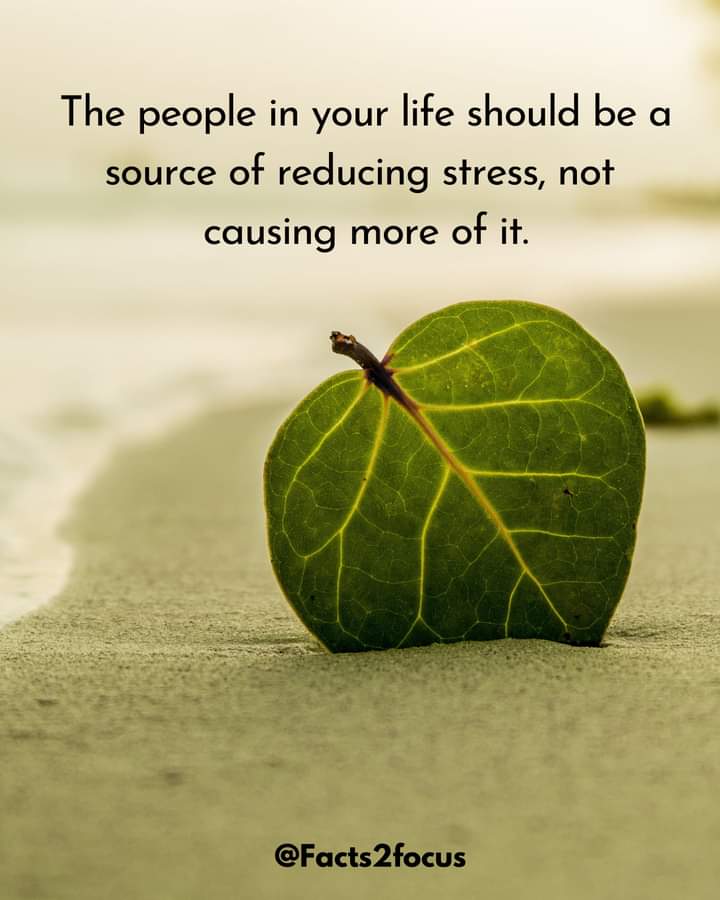 The people in your life should be a
source of reducing stress, not
causing more of it.
@Facts2focus